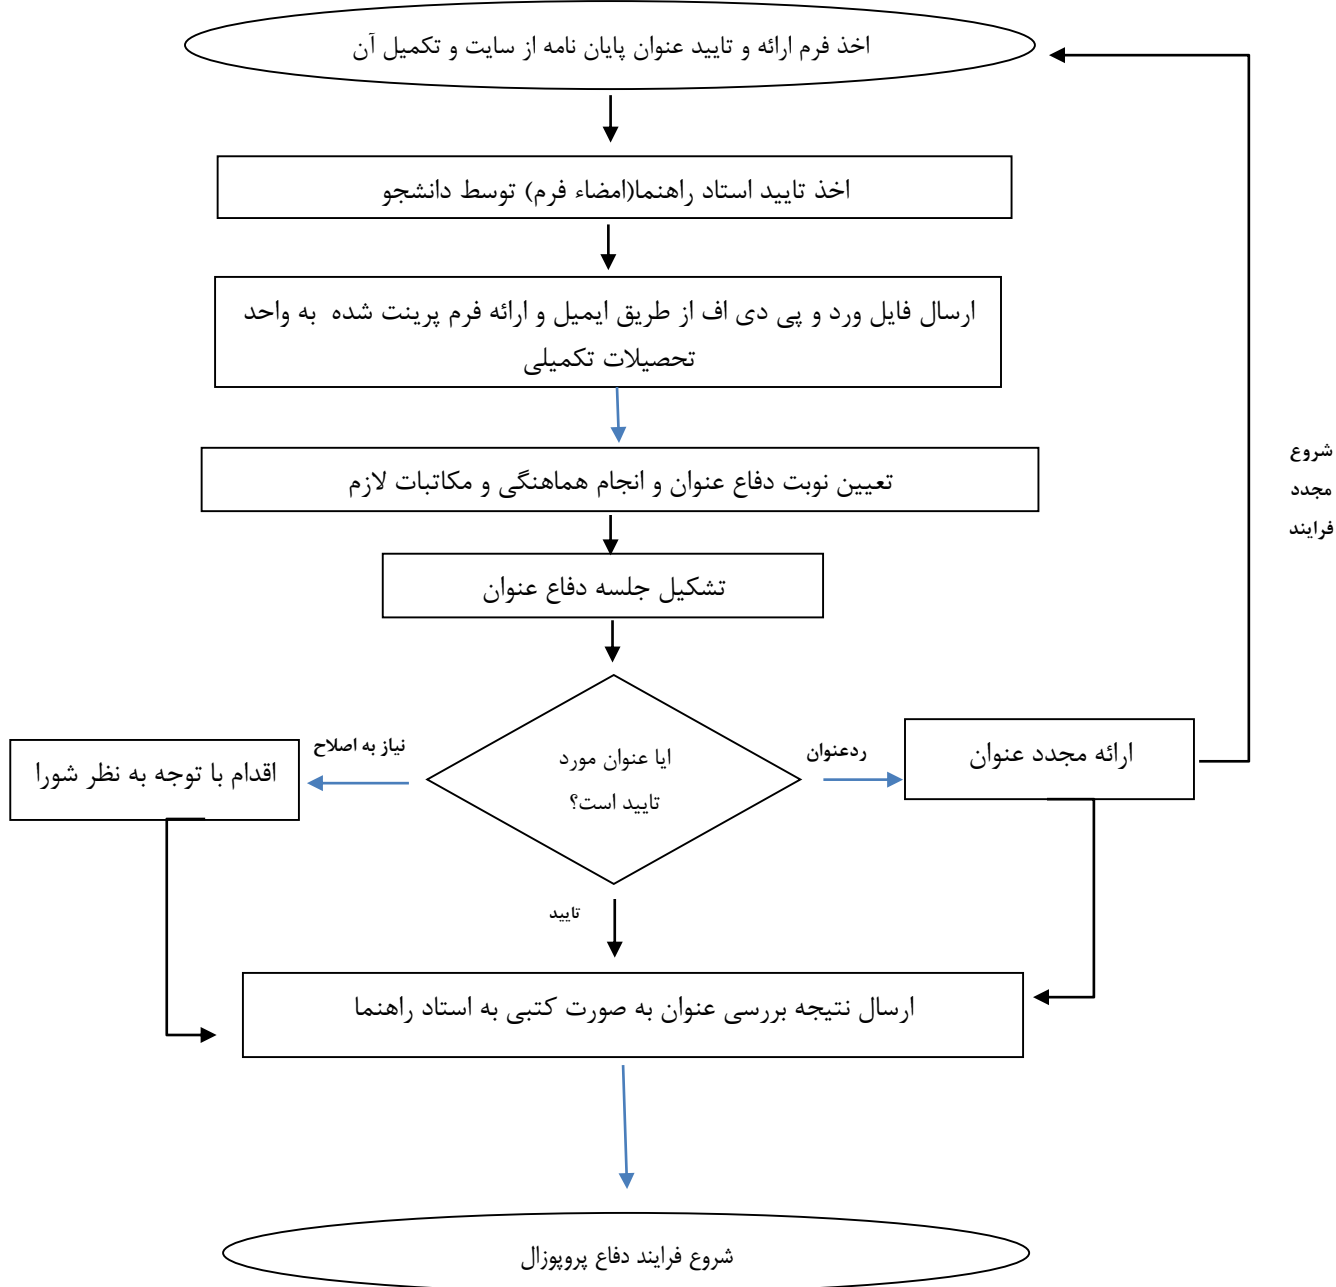 اخذ فرم ارائه و تایید عنوان پایان نامه از سایت و تکمیل آن
اخذ تایید استاد راهنما(امضاء فرم) توسط دانشجو
ارسال فایل ورد و پی دی اف از طریق ایمیل و ارائه فرم پرینت شده به واحد
تحصیلات تکمیلی
تعیین نوبت دفاع عنوان و انجام هماهنگی و مکاتبات لازم
تشکیل جلسه دفاع عنوان
ایا عنوان مورد
تایید است؟
ردعنوان
ارائه مجدد عنوان
شروع
مجدد
فرایند
نیاز به اصلاح
اقدام با توجه به نظر شورا
تایید
ارسال نتیجه بررسی عنوان به صورت کتبی به استاد راهنما
شروع فرایند دفاع پروپوزال